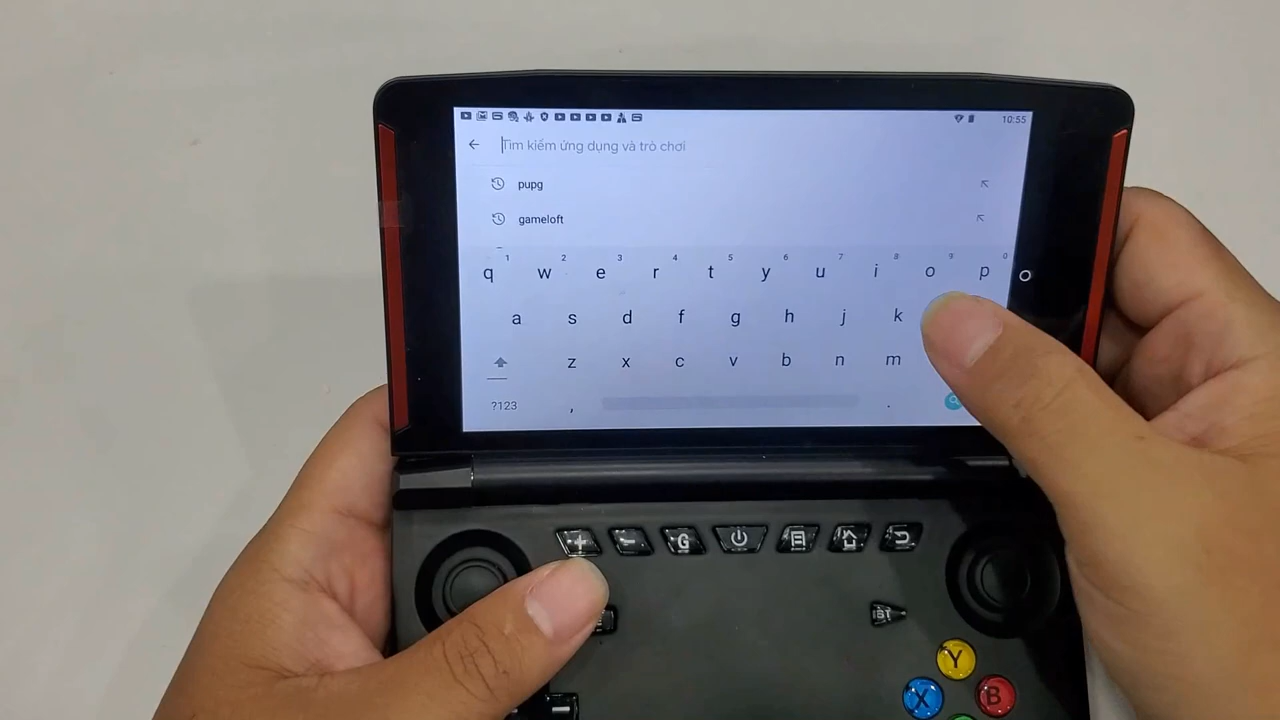 10:55
Tìm kiếm ứng dụng và trò chơi
pupg
gameloft
1 2 3 4 5 6 7 8 9 0
q w e r t y u i o p
a s d f g h j k
z x c v b n m
?123 , .
+ - G
BT
Y
X B